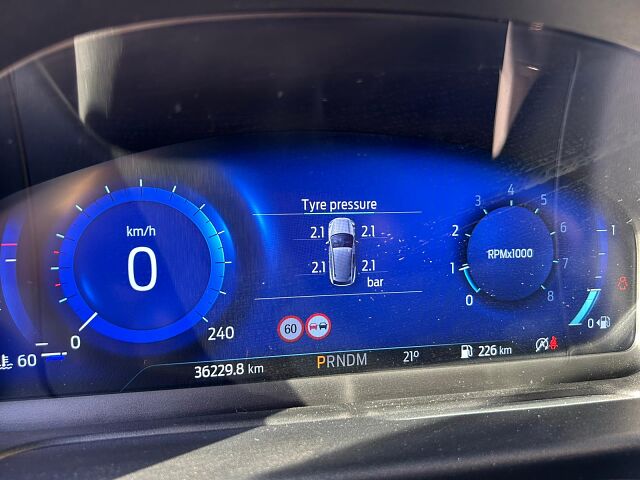 Tyre pressure
2.1 2.1
2.1 2.1
bar
km/h
0
0 240
60
3 4 5
2 6
1 7
0 8
RPMx1000
1
0
60
36229.8 km
PRNDM
21°
226 km